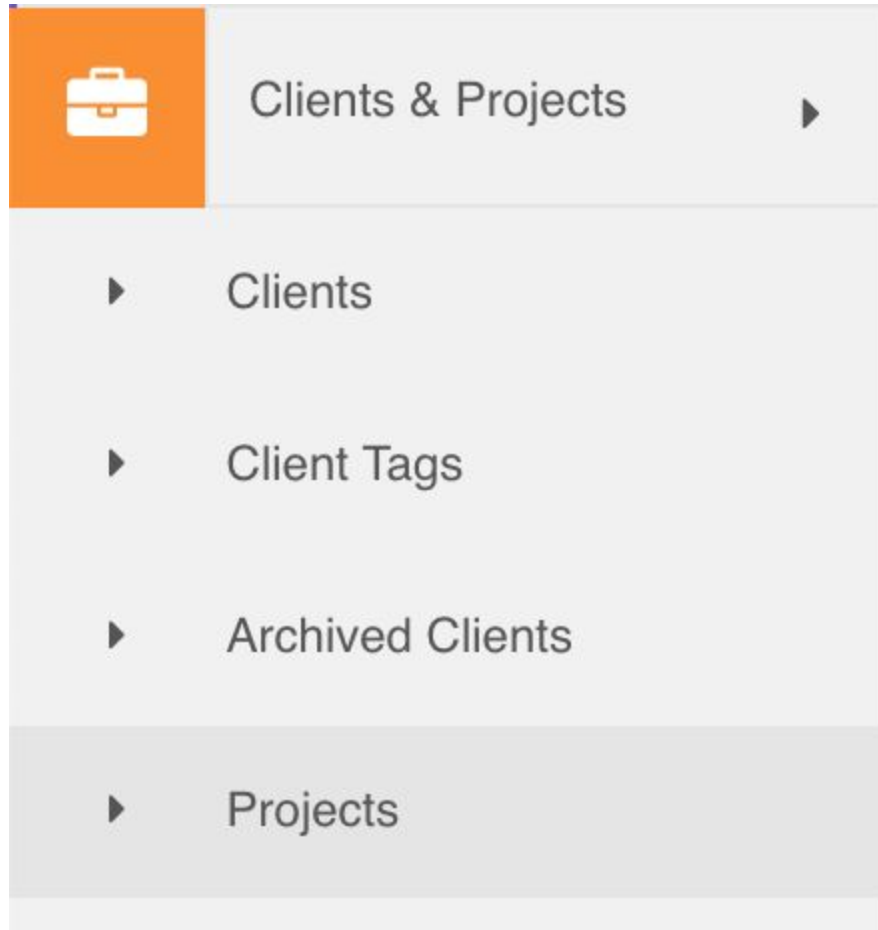 Clients & Projects
Clients
Client Tags
Archived Clients
Projects